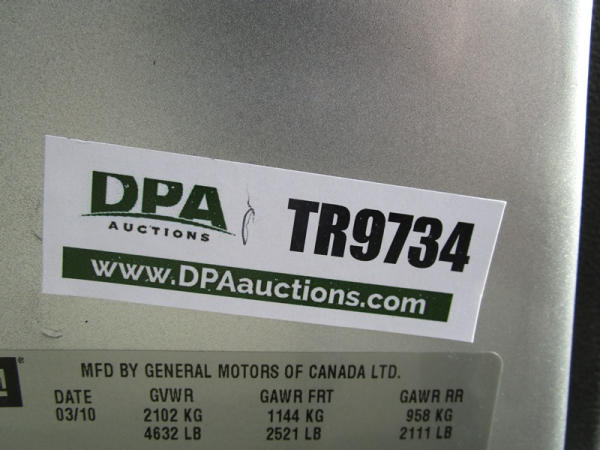 DPA
AUCTIONS
TR9734
www.DPAauctions.com
MFD BY GENERAL MOTORS OF CANADA LTD.
DATE GVWR GAWR FRT GAWR RR
03/10 2102 KG 1144 KG 958 KG
4632 LB 2521 LB 2111 LB